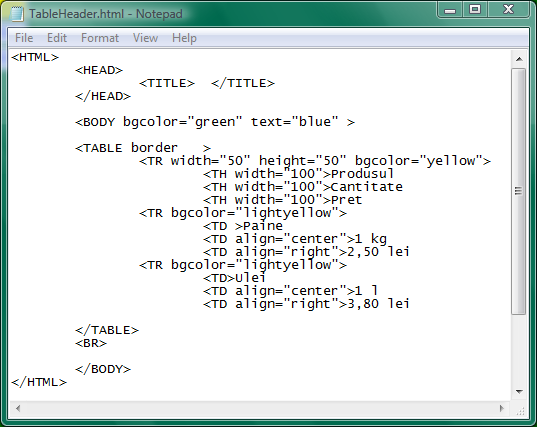 TableHeader.html - Notepad
File Edit Format View Help
<HTML>
<HEAD>
<TITLE>  </TITLE>
</HEAD>
<BODY bgcolor="green" text="blue" >
<TABLE border   >
<TR width="50" height="50" bgcolor="yellow">
<TH width="100">Produsul
<TH width="100">Cantitate
<TH width="100">Pret
<TR bgcolor="lightyellow">
<TD >Paine
<TD align="center">1 kg
<TD align="right">2,50 lei
<TR bgcolor="lightyellow">
<TD>Ulei
<TD align="center">1 l
<TD align="right">3,80 lei
</TABLE>
<BR>
</BODY>
</HTML>